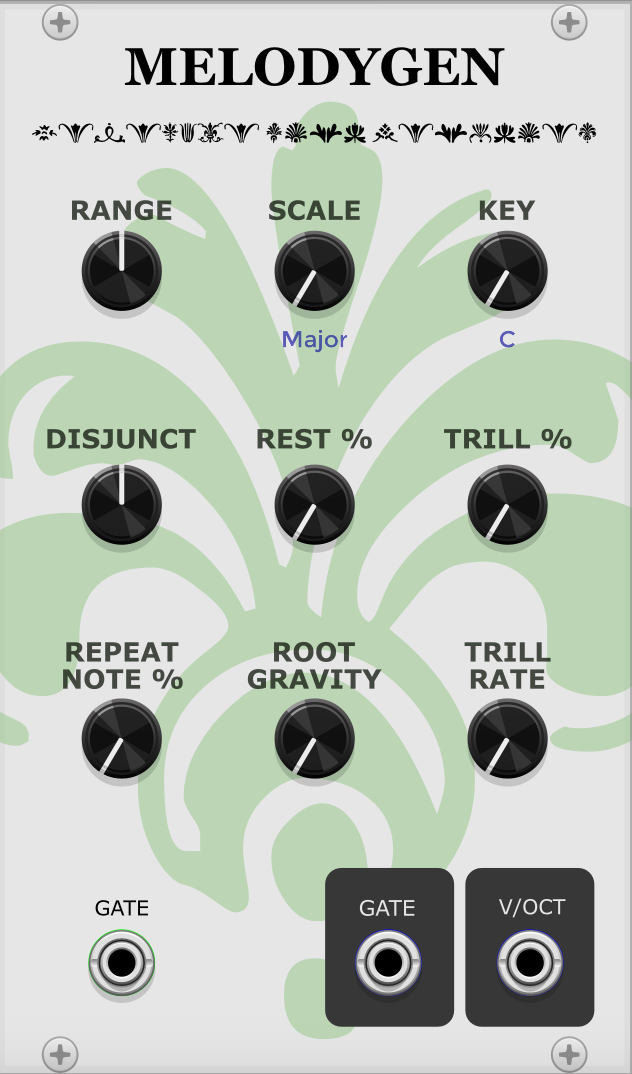 MELODYGEN
RANGE SCALE KEY
Major C
DISJUNCT REST % TRILL %
REPEAT ROOT TRILL
NOTE % GRAVITY RATE
GATE GATE V/OCT